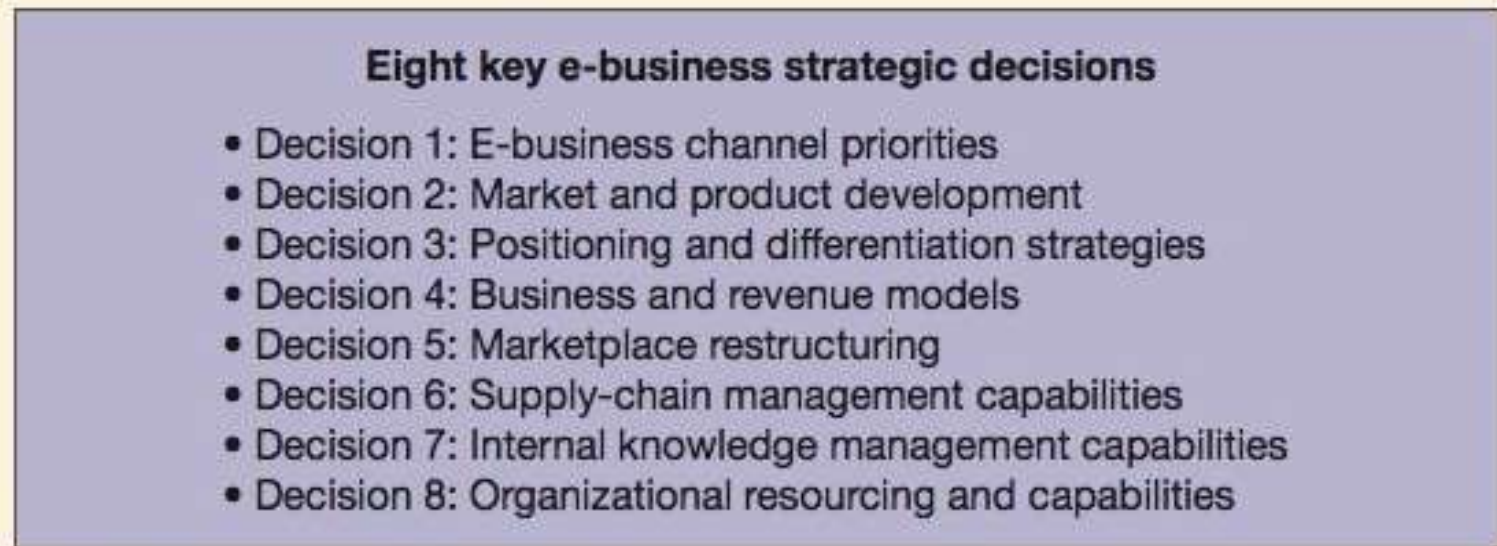 Eight key e-business strategic decisions
• Decision 1: E-business channel priorities
• Decision 2: Market and product development
• Decision 3: Positioning and differentiation strategies
• Decision 4: Business and revenue models
• Decision 5: Marketplace restructuring
• Decision 6: Supply-chain management capabilities
• Decision 7: Internal knowledge management capabilities
• Decision 8: Organizational resourcing and capabilities